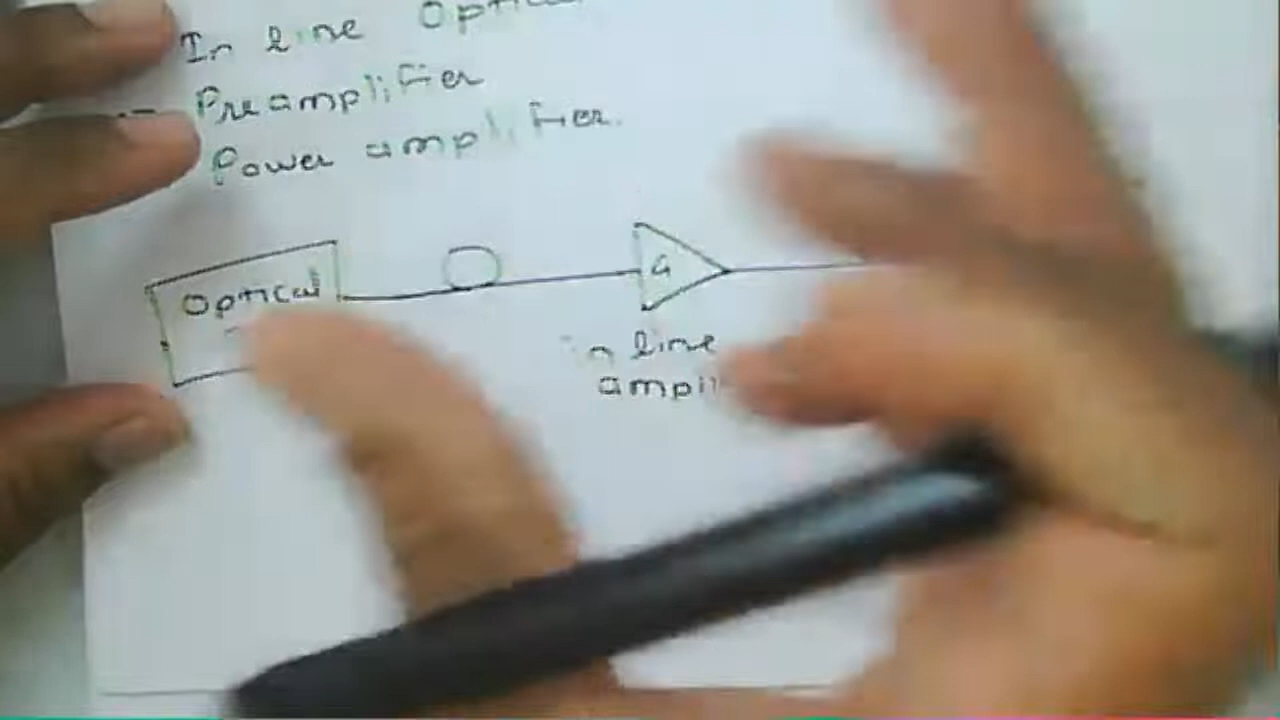 In line Optic
Preamplifier
Power amplifier.
Optical
G
in line
ampli